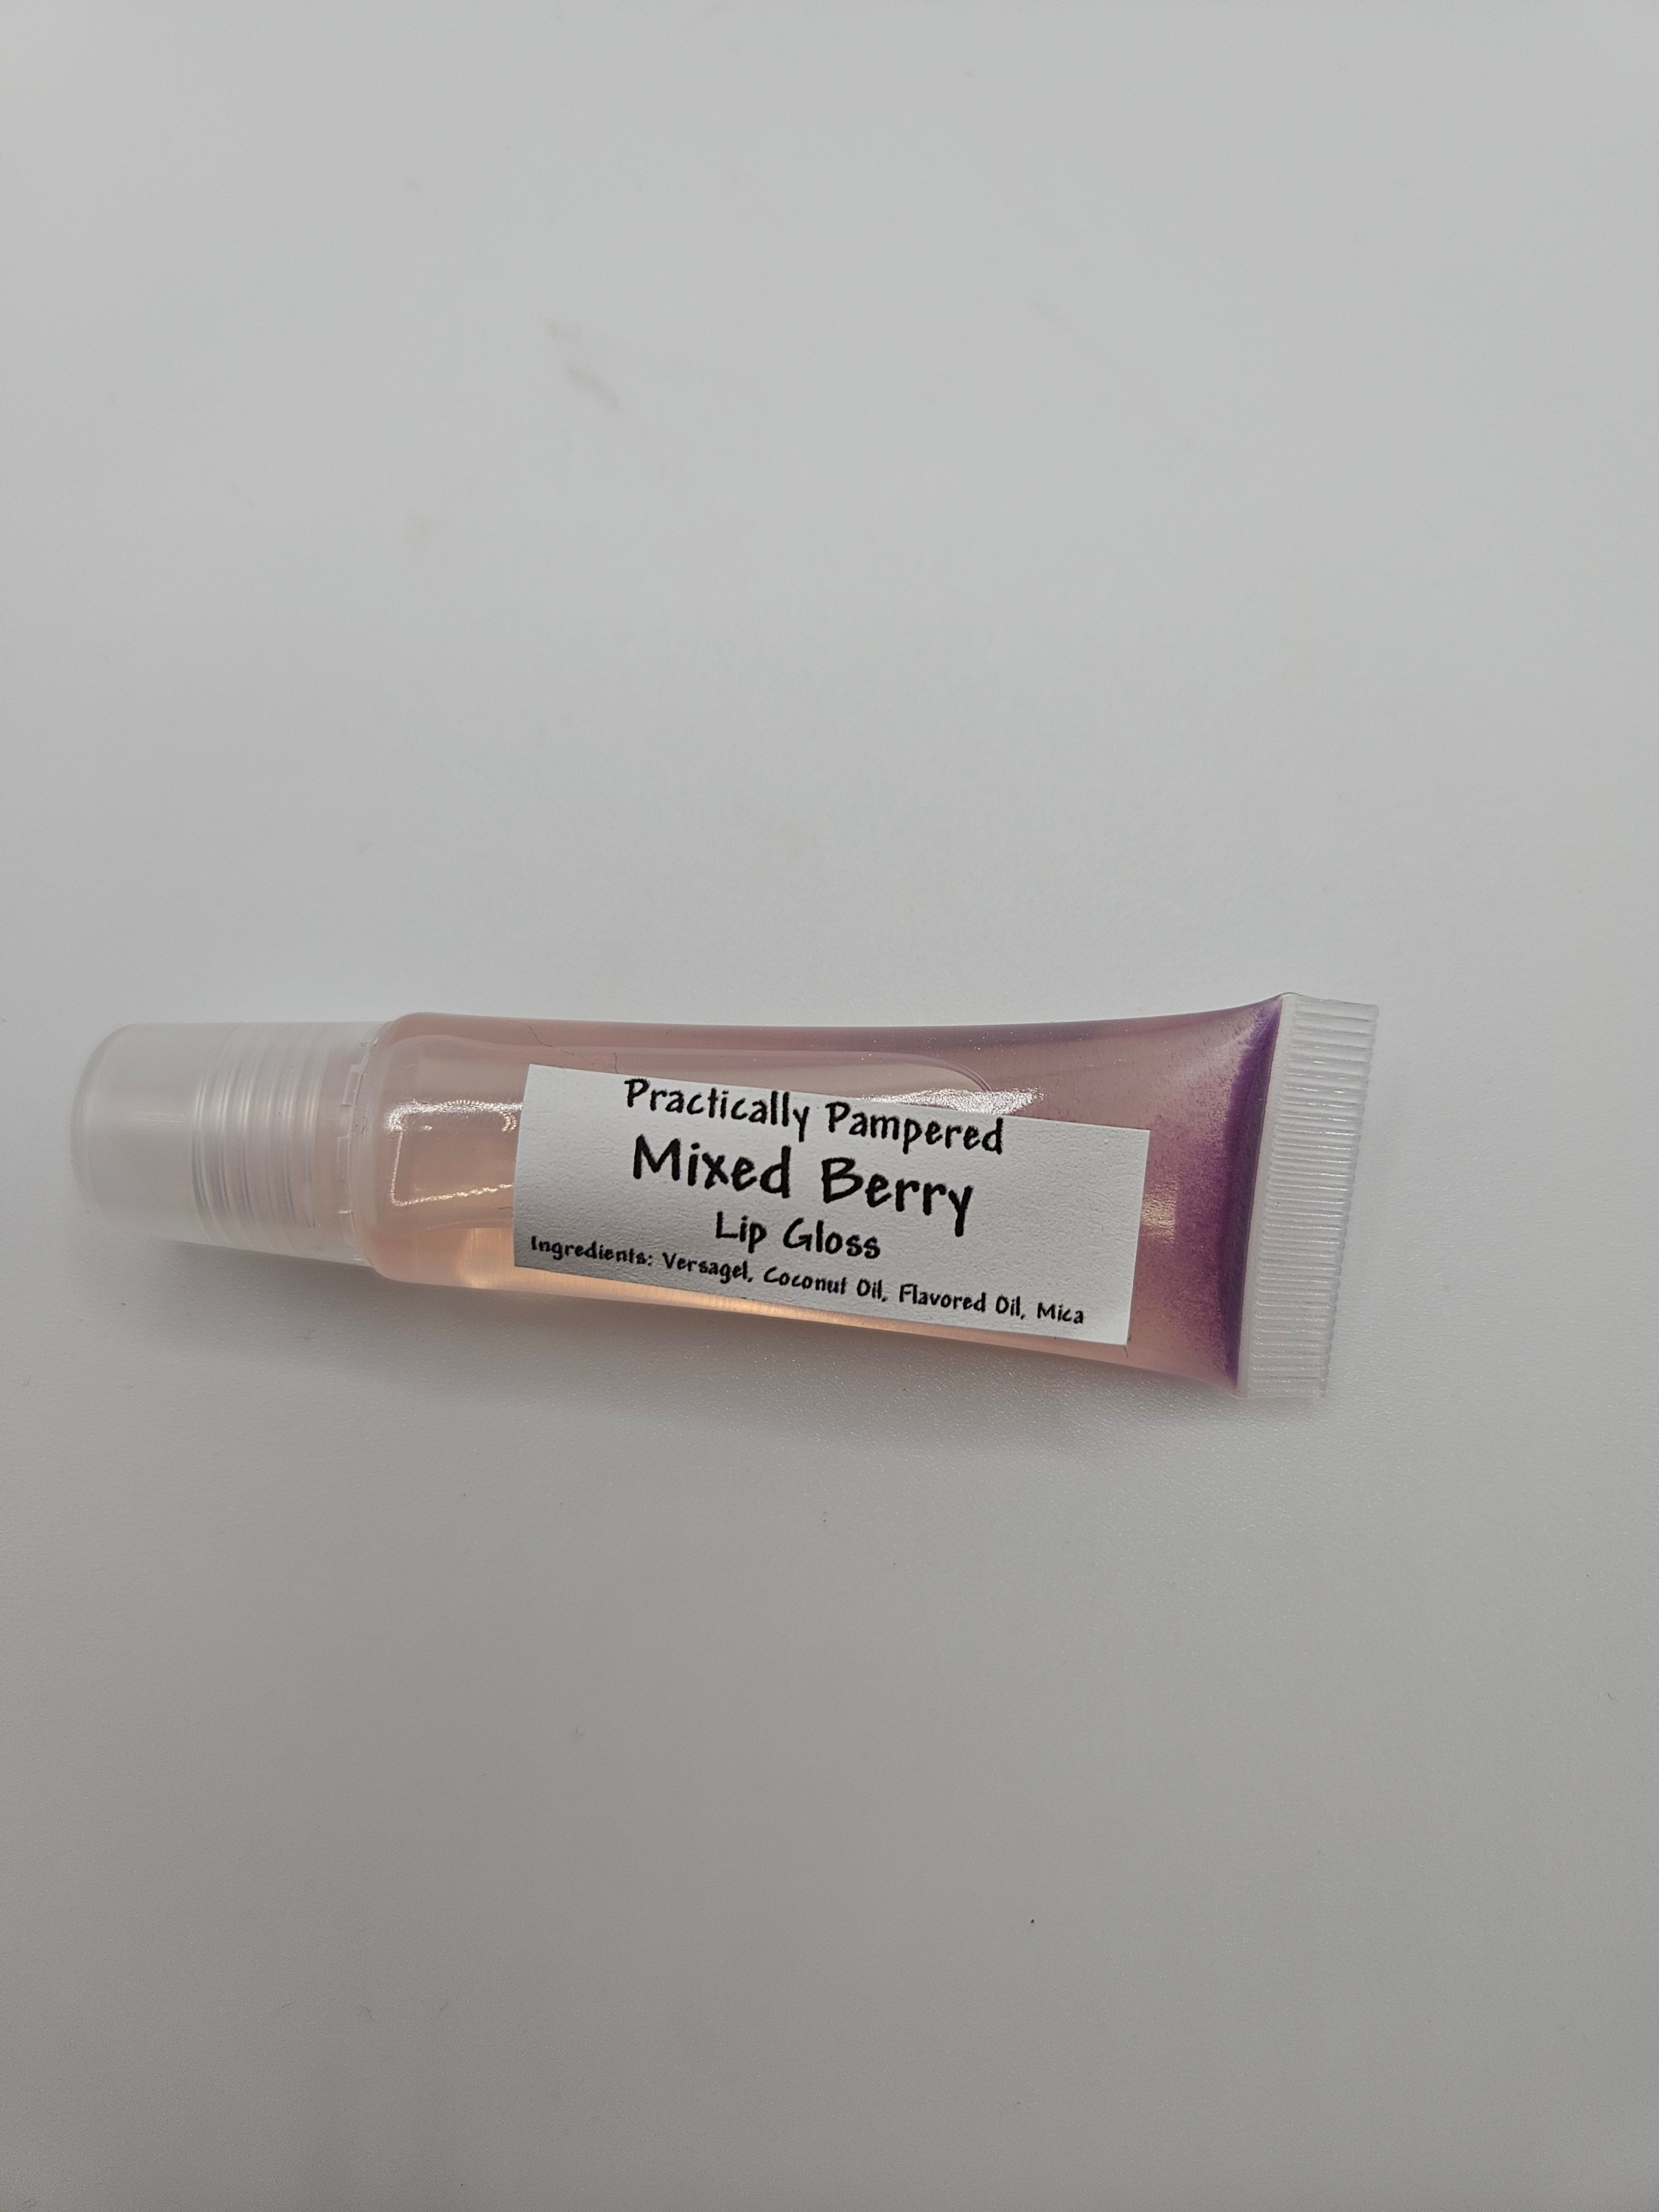 Practically Pampered
Mixed Berry
Lip Gloss
Ingredients: Versagel, Coconut Oil, Flavored Oil, Mica